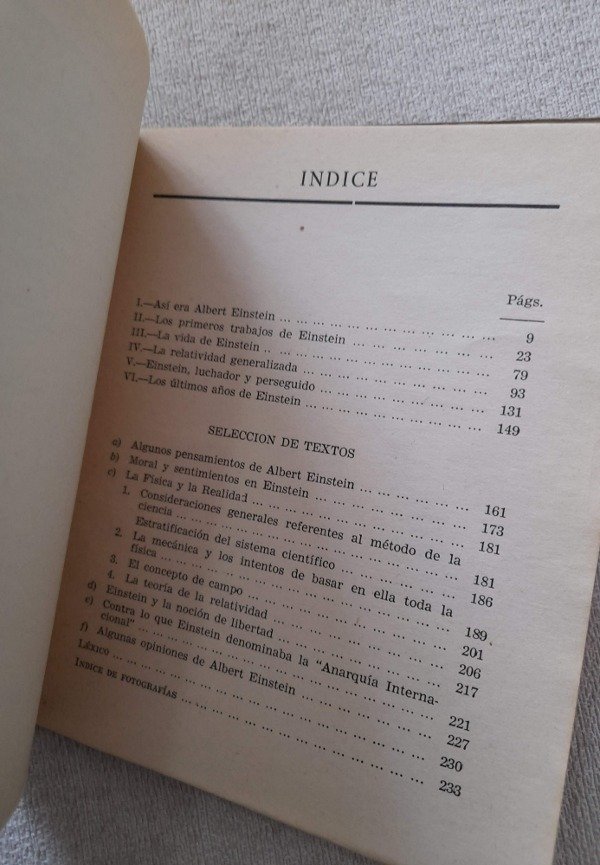 INDICE
Págs.
I.—Así era Albert Einstein ... ... ... ... ... ... ... ... ... ... 9
II.—Los primeros trabajos de Einstein ... ... ... ... ... ... 23
III.—La vida de Einstein .. ... ... ... ... ... ... ... ... ... 79
IV.—La relatividad generalizada ... ... ... ... ... ... ... ... 93
V.—Einstein, luchador y perseguido ... ... ... ... ... ... ... 131
VI.—Los últimos años de Einstein ... ... ... ... ... ... ... ... 149
SELECCION DE TEXTOS
a) Algunos pensamientos de Albert Einstein ... ... ... ... ... 161
b) Moral y sentimientos en Einstein ... ... ... ... ... ... ... 173
c) La Física y la Realidad ... ... ... ... ... ... ... ... ... 181
1. Consideraciones generales referentes al método de la
ciencia ... ... ... ... ... ... ... ... ... ... ... ... 181
Estratificación del sistema científico ... ... ... ... ... 186
2. La mecánica y los intentos de basar en ella toda la
física ... ... ... ... ... ... ... ... ... ... ... ... 189
3. El concepto de campo ... ... ... ... ... ... ... ... ... 201
4. La teoría de la relatividad ... ... ... ... ... ... ... 206
d) Einstein y la noción de libertad ... ... ... ... ... ... ... 217
e) Contra lo que Einstein denominaba la "Anarquía Interna-
cional" ... ... ... ... ... ... ... ... ... ... ... ... 221
f) Algunas opiniones de Albert Einstein ... ... ... ... ... ... 227
LÉXICO ... ... ... ... ... ... ... ... ... ... ... ... ... 230
INDICE DE FOTOGRAFÍAS ... ... ... ... ... ... ... ... ... ... 233